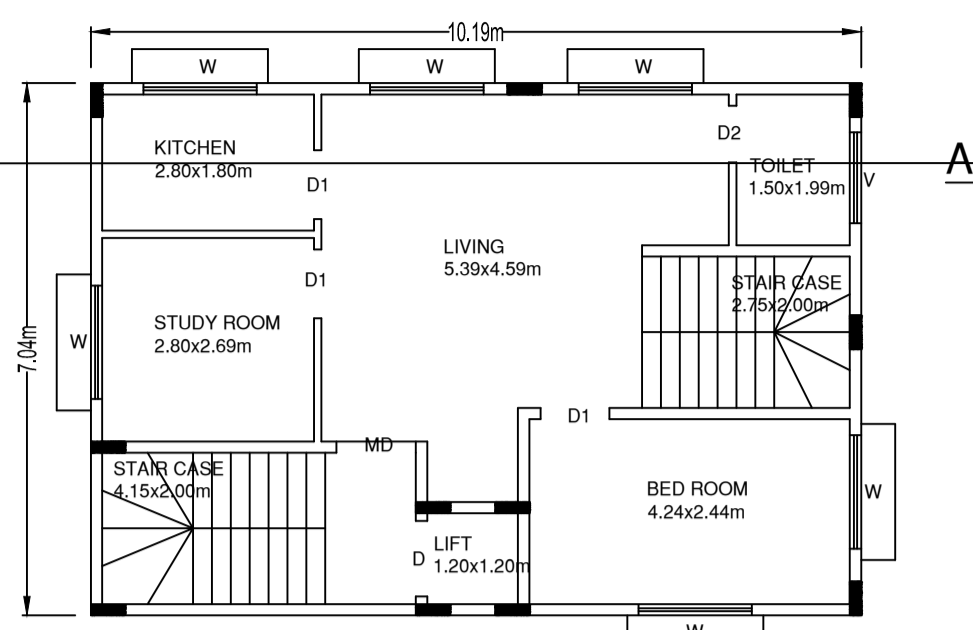 10.19m
W
W
W
D2
KITCHEN
2.80x1.80m
TOILET
1.50x1.99m
V
A
D1
LIVING
5.39x4.59m
D1
STAIR CASE
2.75x2.00m
STUDY ROOM
2.80x2.69m
W
7.04m
D1
MD
STAIR CASE
4.15x2.00m
BED ROOM
4.24x2.44m
W
LIFT
1.20x1.20m
D
W